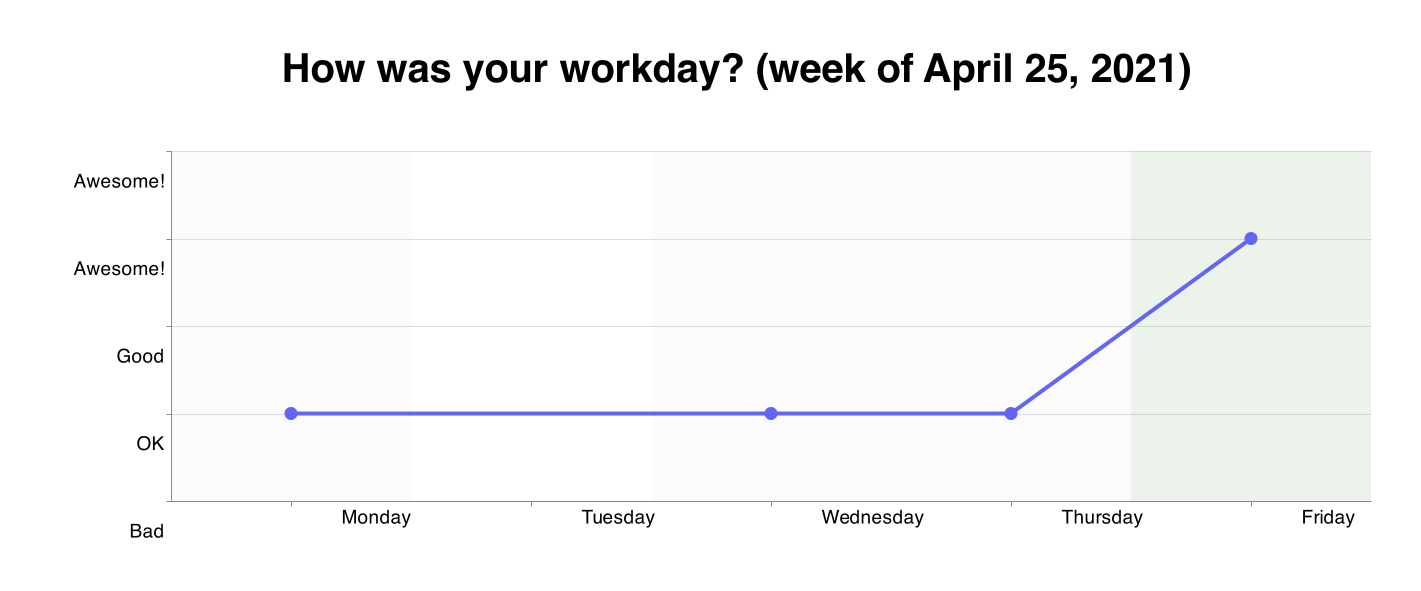 How was your workday? (week of April 25, 2021)
Awesome!
Awesome!
Good
OK
Bad
Monday Tuesday Wednesday Thursday Friday